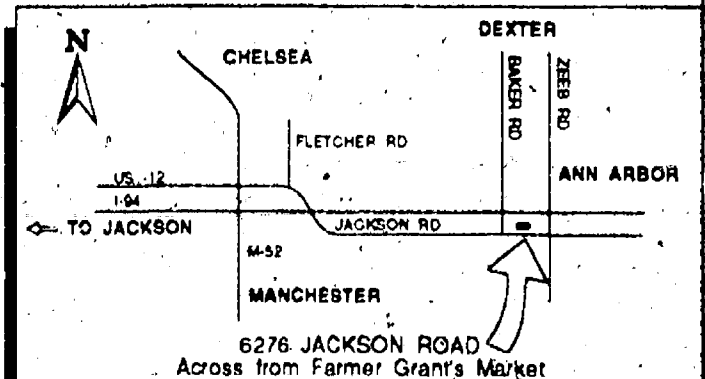 N
DEXTER
CHELSEA
BAKER RD
ZEEB RD
FLETCHER RD
ANN ARBOR
US-12
I-94
TO JACKSON
JACKSON RD
M-52
MANCHESTER
6276 JACKSON ROAD
Across from Farmer Grant's Market